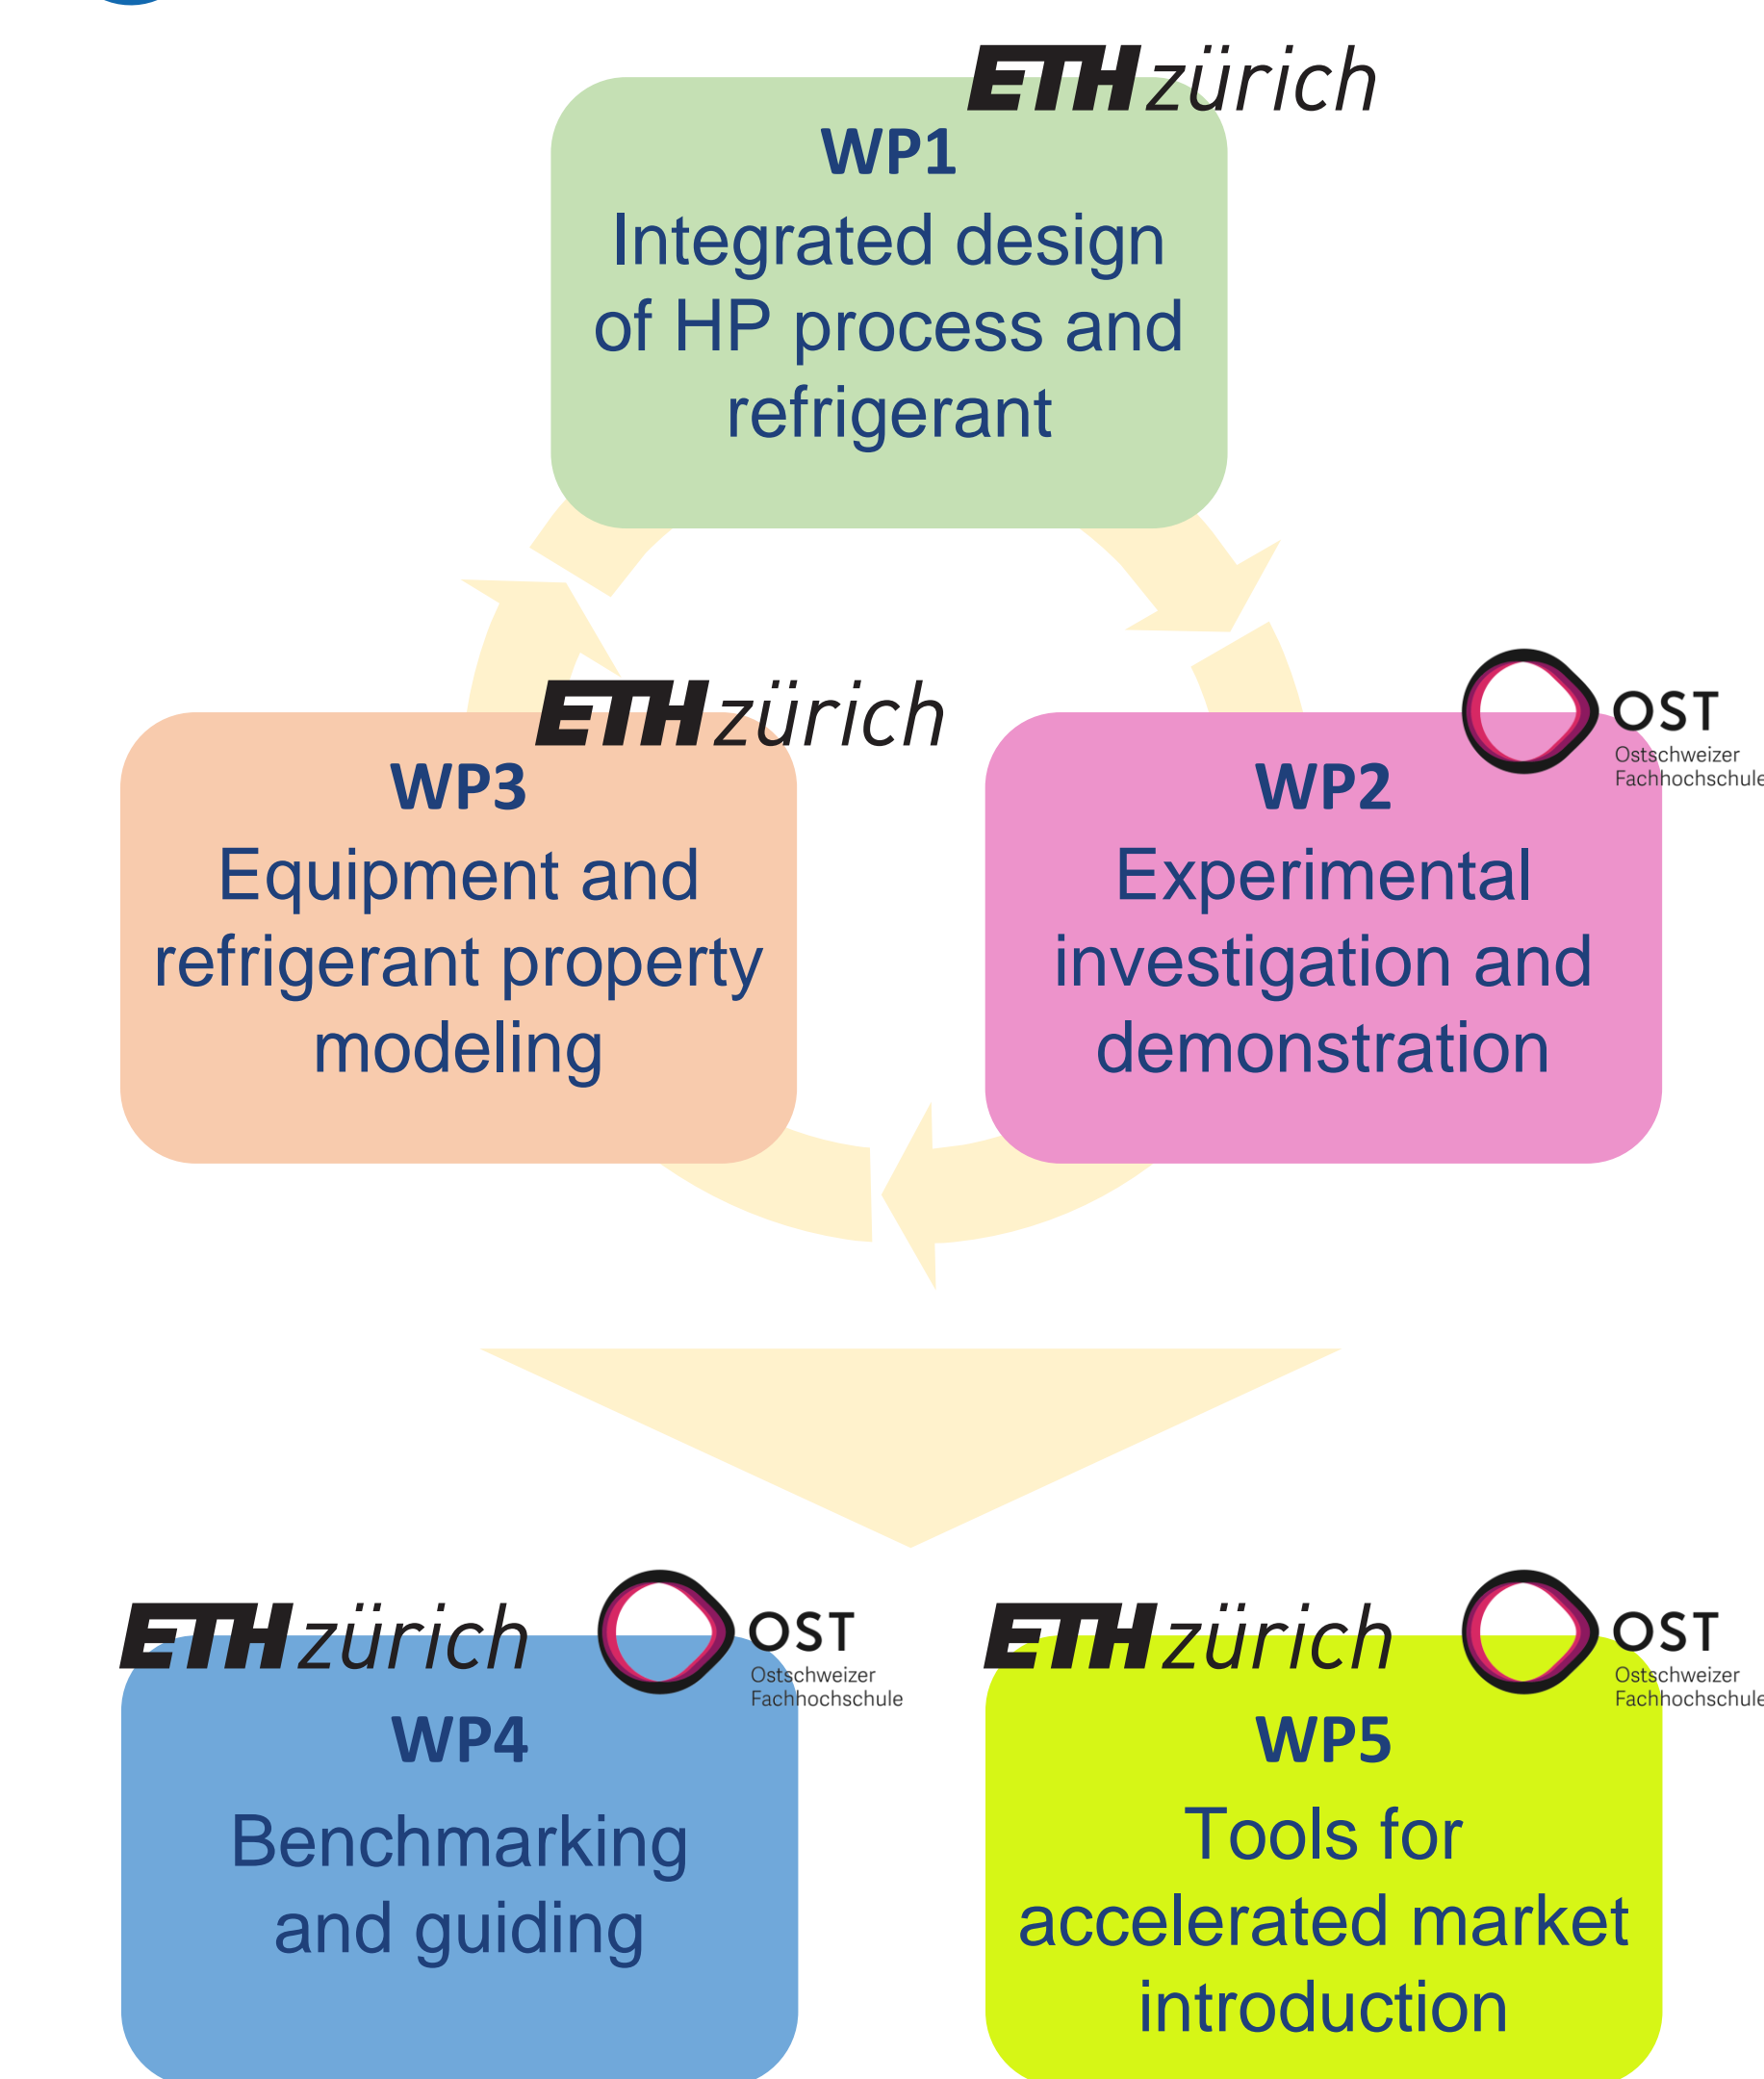 ETH zürich
WP1
Integrated design
of HP process and
refrigerant
ETH zürich
WP3
Equipment and
refrigerant property
modeling
OST
Ostschweizer
Fachhochschule
WP2
Experimental
investigation and
demonstration
ETH zürich
OST
Ostschweizer
Fachhochschule
WP4
Benchmarking
and guiding
ETH zürich
OST
Ostschweizer
Fachhochschule
WP5
Tools for
accelerated market
introduction